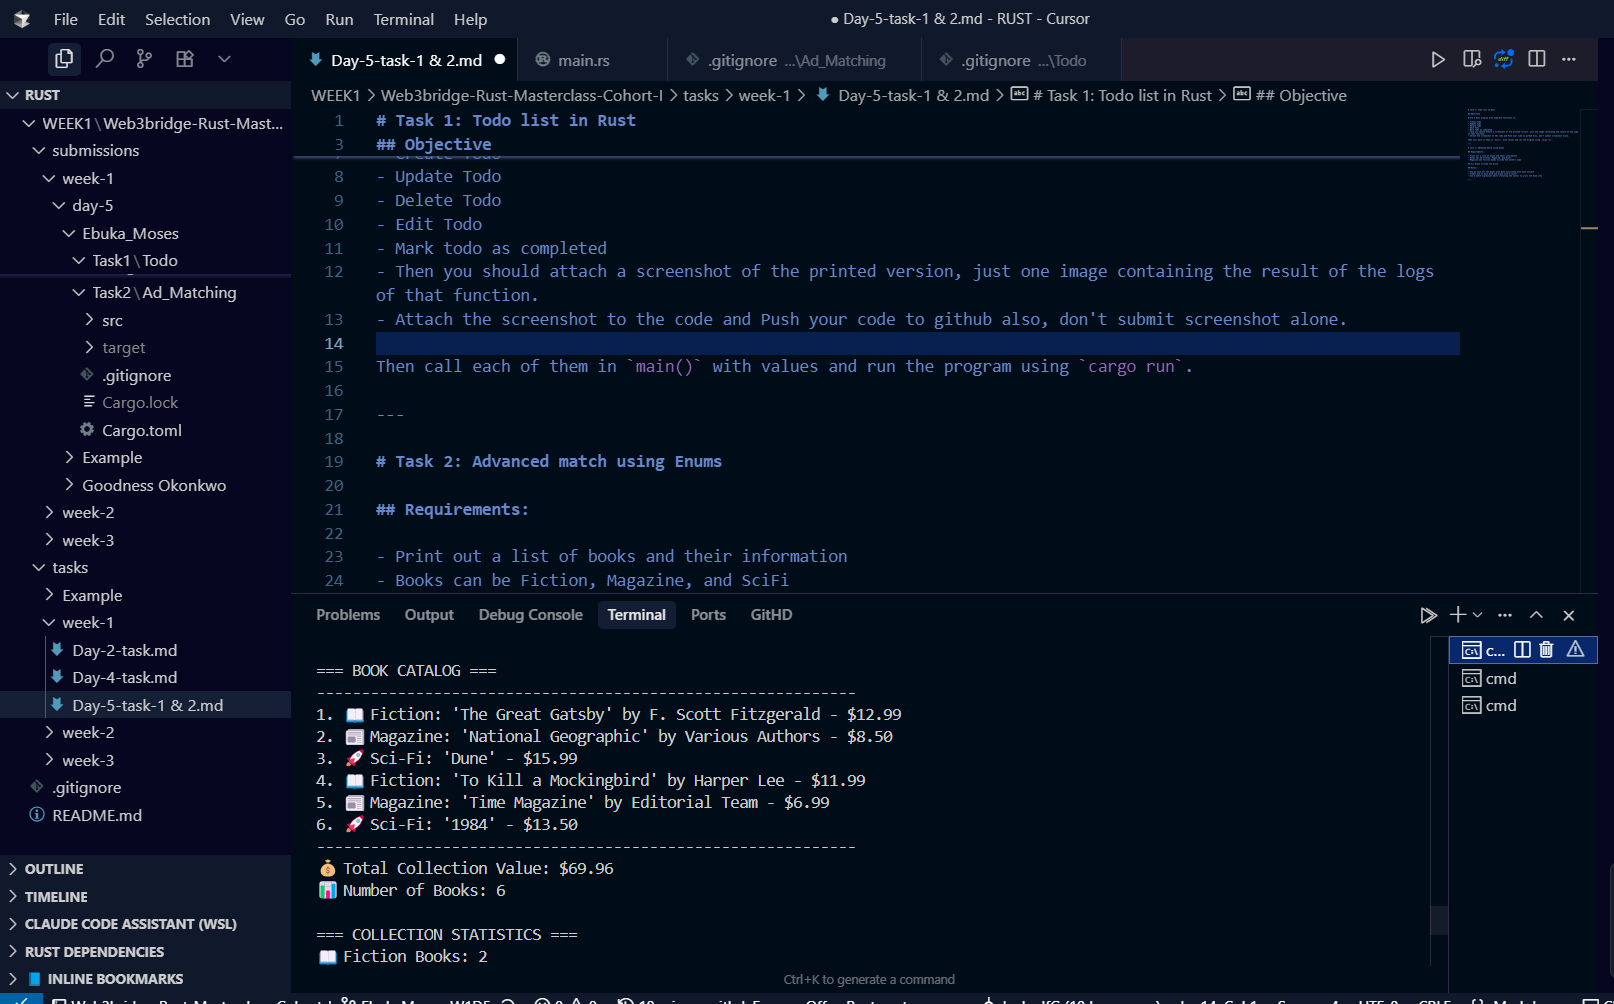 File Edit Selection View Go Run Terminal Help
● Day-5-task-1 & 2.md - RUST - Cursor
Day-5-task-1 & 2.md
main.rs
.gitignore ...\Ad_Matching
.gitignore ...\Todo
RUST
WEEK1 > Web3bridge-Rust-Masterclass-Cohort-I > tasks > week-1 > Day-5-task-1 & 2.md > # Task 1: Todo list in Rust > ## Objective
WEEK1\Web3bridge-Rust-Mast...
submissions
week-1
day-5
Ebuka_Moses
Task1\Todo
Task2\Ad_Matching
src
target
.gitignore
Cargo.lock
Cargo.toml
Example
Goodness Okonkwo
week-2
week-3
tasks
Example
week-1
Day-2-task.md
Day-4-task.md
Day-5-task-1 & 2.md
week-2
week-3
.gitignore
README.md
OUTLINE
TIMELINE
CLAUDE CODE ASSISTANT (WSL)
RUST DEPENDENCIES
INLINE BOOKMARKS
1 # Task 1: Todo list in Rust
3 ## Objective
7 - Create Todo
8 - Update Todo
9 - Delete Todo
10 - Edit Todo
11 - Mark todo as completed
12 - Then you should attach a screenshot of the printed version, just one image containing the result of the logs
of that function.
13 - Attach the screenshot to the code and Push your code to github also, don't submit screenshot alone.
14
15 Then call each of them in `main()` with values and run the program using `cargo run`.
16
17 ---
18
19 # Task 2: Advanced match using Enums
20
21 ## Requirements:
22
23 - Print out a list of books and their information
24 - Books can be Fiction, Magazine, and SciFi
Problems Output Debug Console Terminal Ports GitHD
c...
cmd
cmd
=== BOOK CATALOG ===
------------------------------------------------------------
1. 📖 Fiction: 'The Great Gatsby' by F. Scott Fitzgerald - $12.99
2. 📰 Magazine: 'National Geographic' by Various Authors - $8.50
3. 🚀 Sci-Fi: 'Dune' - $15.99
4. 📖 Fiction: 'To Kill a Mockingbird' by Harper Lee - $11.99
5. 📰 Magazine: 'Time Magazine' by Editorial Team - $6.99
6. 🚀 Sci-Fi: '1984' - $13.50
------------------------------------------------------------
💰 Total Collection Value: $69.96
📊 Number of Books: 6
=== COLLECTION STATISTICS ===
📖 Fiction Books: 2
Ctrl+K to generate a command